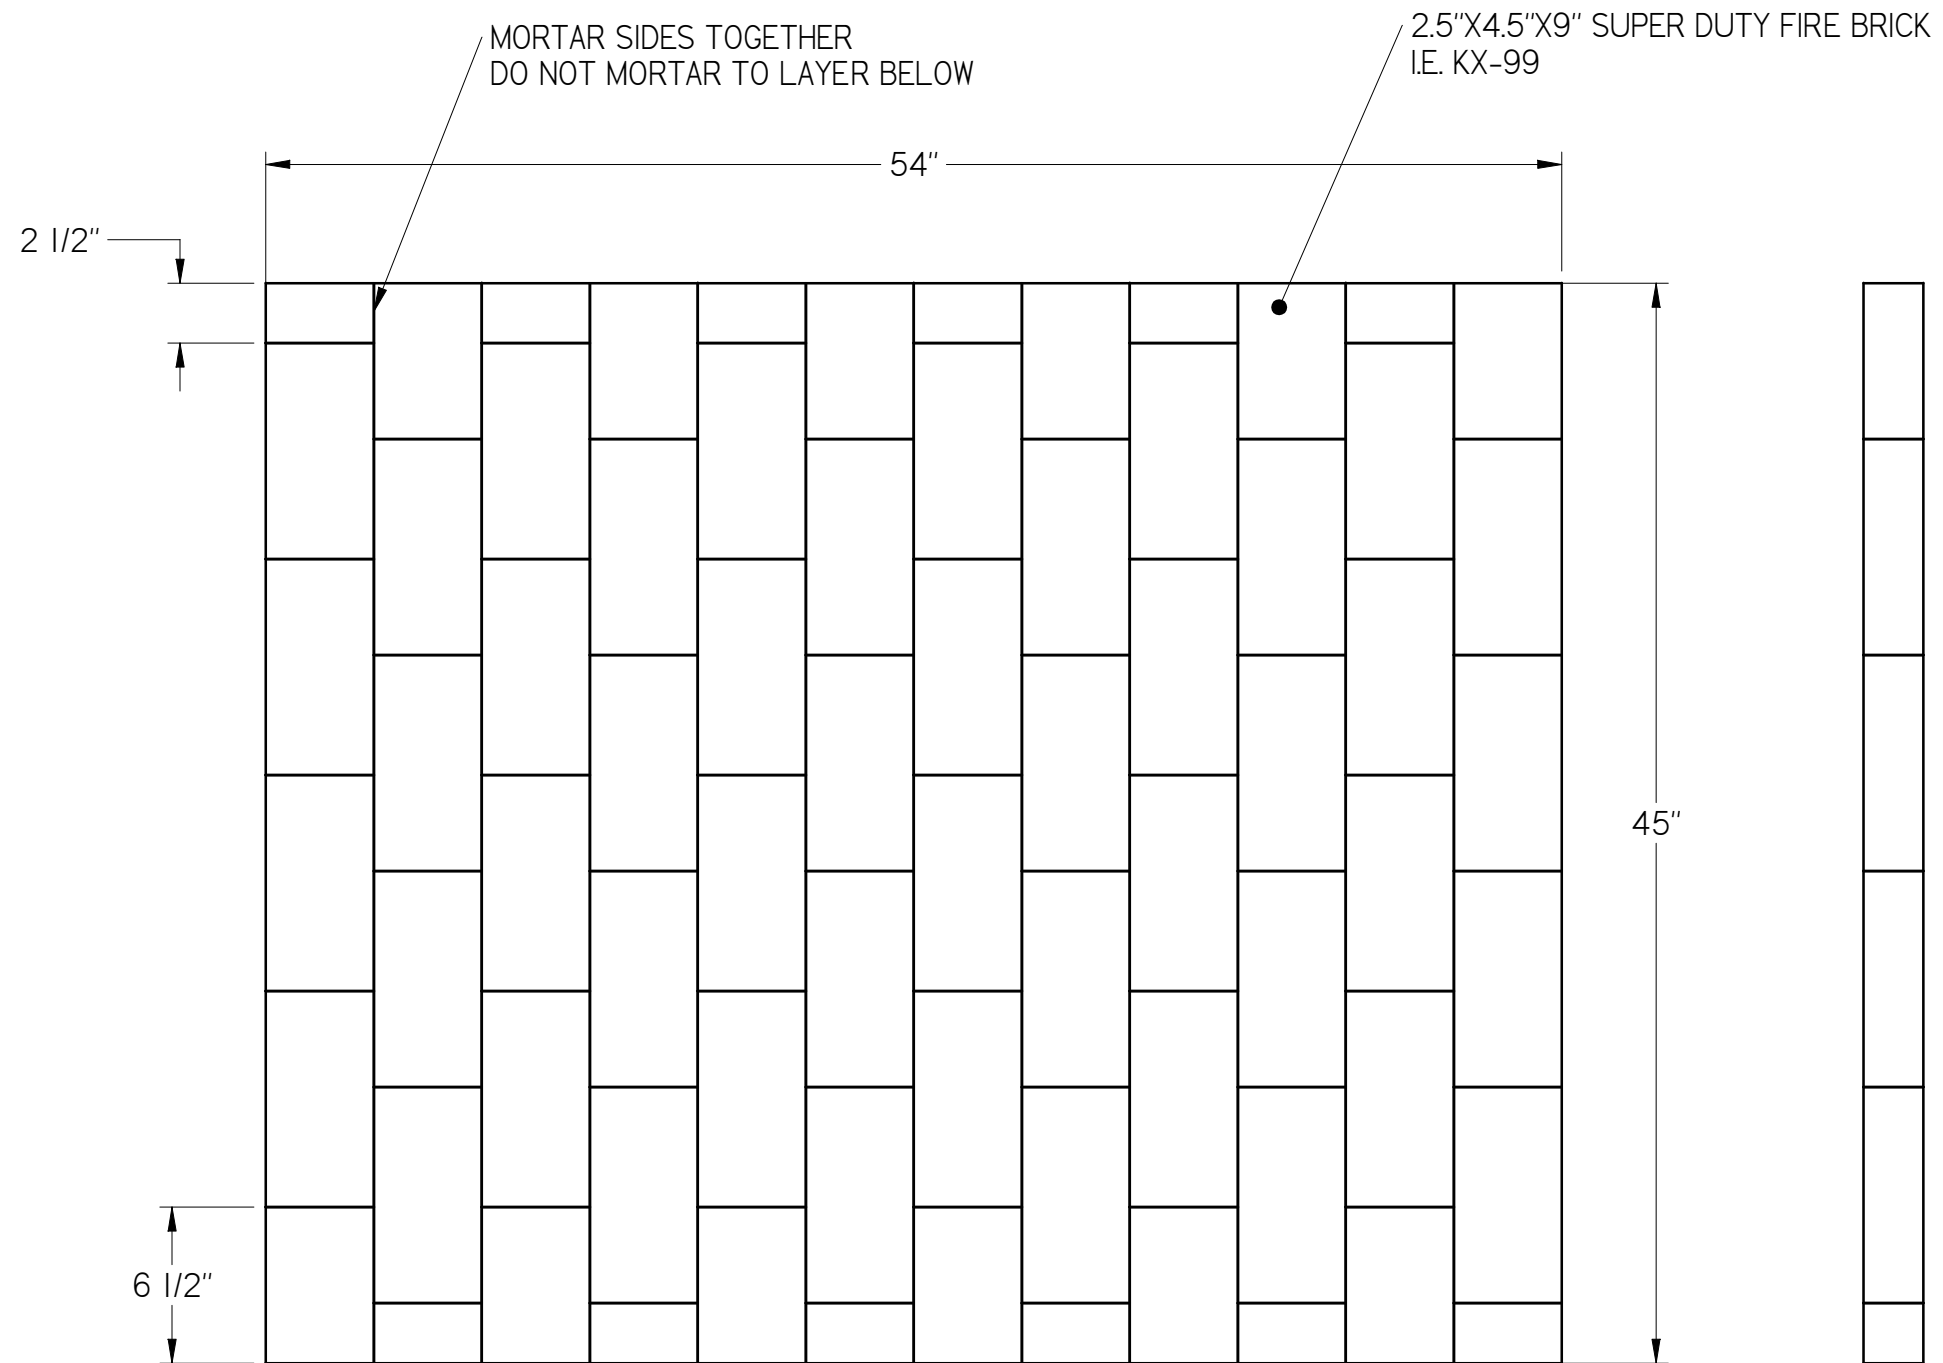 MORTAR SIDES TOGETHER
DO NOT MORTAR TO LAYER BELOW
2.5"X4.5"X9" SUPER DUTY FIRE BRICK
I.E. KX-99
54"
2 1/2"
45"
6 1/2"